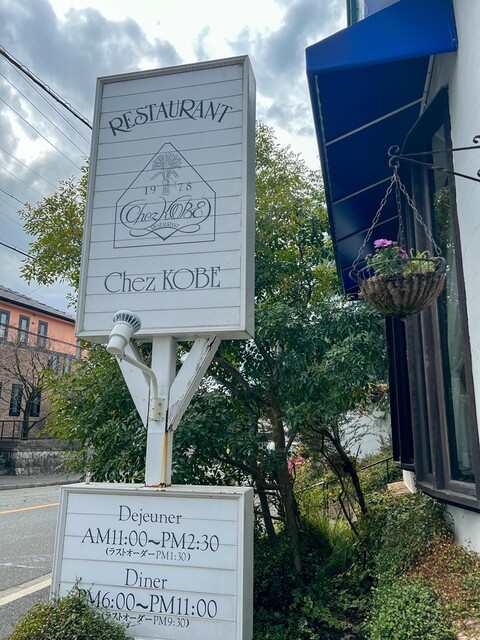 RESTAURANT
1978
Chez KOBE
RESTAURANT
Chez KOBE
Dejeuner
AM11:00〜PM2:30
(ラストオーダーPM1:30)
Diner
PM6:00〜PM11:00
(ラストオーダーPM9:30)